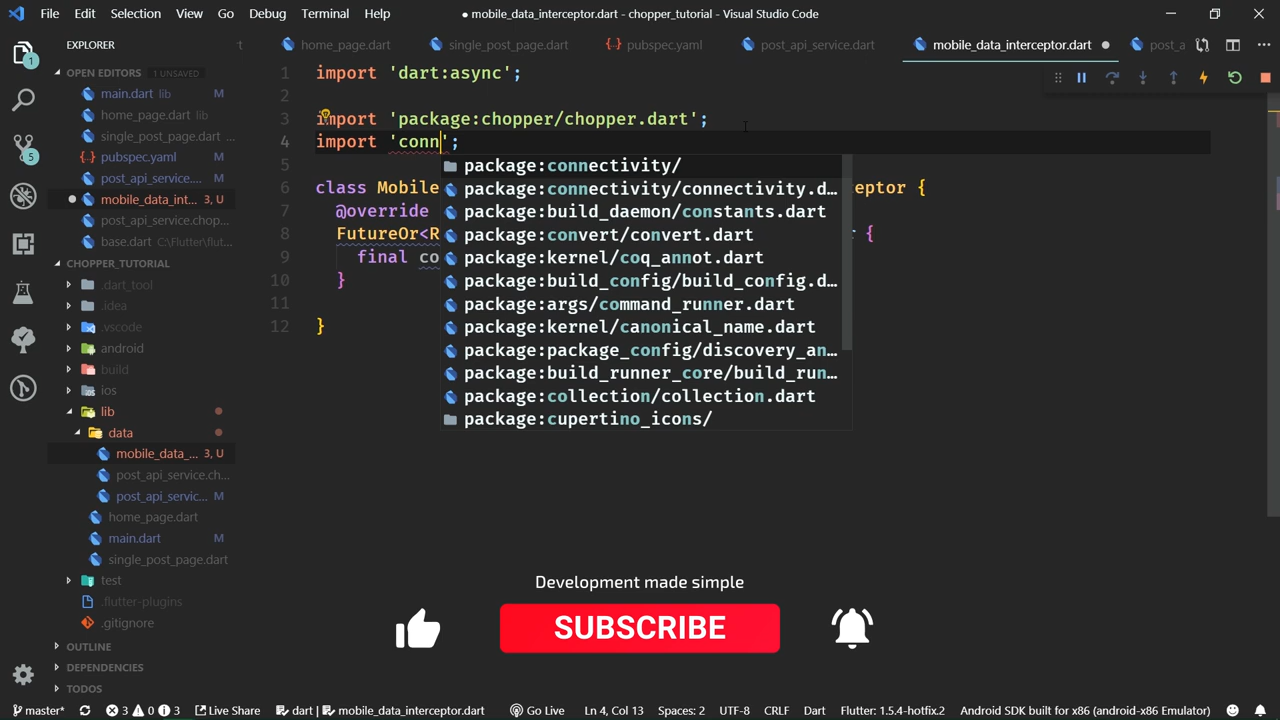 File Edit Selection View Go Debug Terminal Help
● mobile_data_interceptor.dart - chopper_tutorial - Visual Studio Code
EXPLORER
home_page.dart
single_post_page.dart
pubspec.yaml
post_api_service.dart
mobile_data_interceptor.dart
post_a
OPEN EDITORS 1 UNSAVED
main.dart lib M
home_page.dart lib
single_post_page.dart
pubspec.yaml M
post_api_service.... M
mobile_data_int... 3, U
post_api_service.chop...
base.dart C:\Flutter\flut...
CHOPPER_TUTORIAL
.dart_tool
.idea
.vscode
android
build
ios
lib
data
mobile_data_... 3, U
post_api_service.ch...
post_api_servic... M
home_page.dart
main.dart M
single_post_page.dart
test
.flutter-plugins
.gitignore
OUTLINE
DEPENDENCIES
TODOS
1 import 'dart:async';
2
3 import 'package:chopper/chopper.dart';
4 import 'conn';
5
6 class Mobile eptor {
7 @override
8 FutureOr<R r {
9 final co
10 }
11
12 }
package:connectivity/
package:connectivity/connectivity.d...
package:build_daemon/constants.dart
package:convert/convert.dart
package:kernel/coq_annot.dart
package:build_config/build_config.d...
package:args/command_runner.dart
package:kernel/canonical_name.dart
package:package_config/discovery_an...
package:build_runner_core/build_run...
package:collection/collection.dart
package:cupertino_icons/
Development made simple
SUBSCRIBE
1
5
master* 3 0 3 Live Share dart | mobile_data_interceptor.dart Go Live Ln 4, Col 13 Spaces: 2 UTF-8 CRLF Dart Flutter: 1.5.4-hotfix.2 Android SDK built for x86 (android-x86 Emulator)